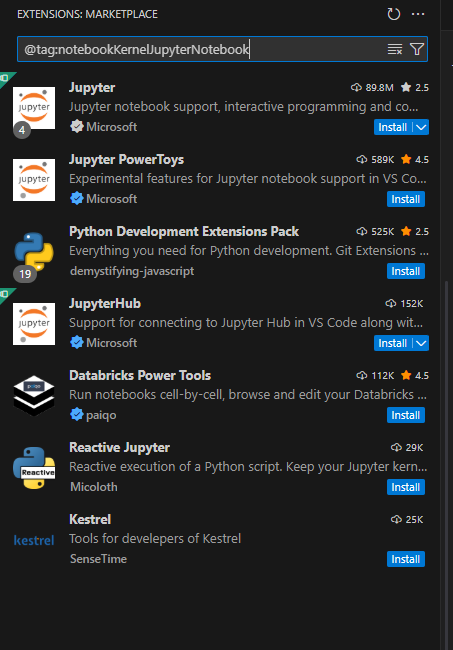 EXTENSIONS: MARKETPLACE
@tag:notebookKernelJupyterNotebook
jupyter
4
Jupyter 89.8M 2.5
Jupyter notebook support, interactive programming and co...
Microsoft Install
jupyter
Jupyter PowerToys 589K 4.5
Experimental features for Jupyter notebook support in VS Co...
Microsoft Install
19
Python Development Extensions Pack 525K 2.5
Everything you need for Python development. Git Extensions ...
demystifying-javascript Install
jupyter
JupyterHub 152K
Support for connecting to Jupyter Hub in VS Code along wit...
Microsoft Install
Databricks Power Tools 112K 4.5
Run notebooks cell-by-cell, browse and edit your Databricks ...
paiqo Install
Reactive
Reactive Jupyter 29K
Reactive execution of a Python script. Keep your Jupyter kern...
Micoloth Install
kestrel
Kestrel 25K
Tools for develepers of Kestrel
SenseTime Install